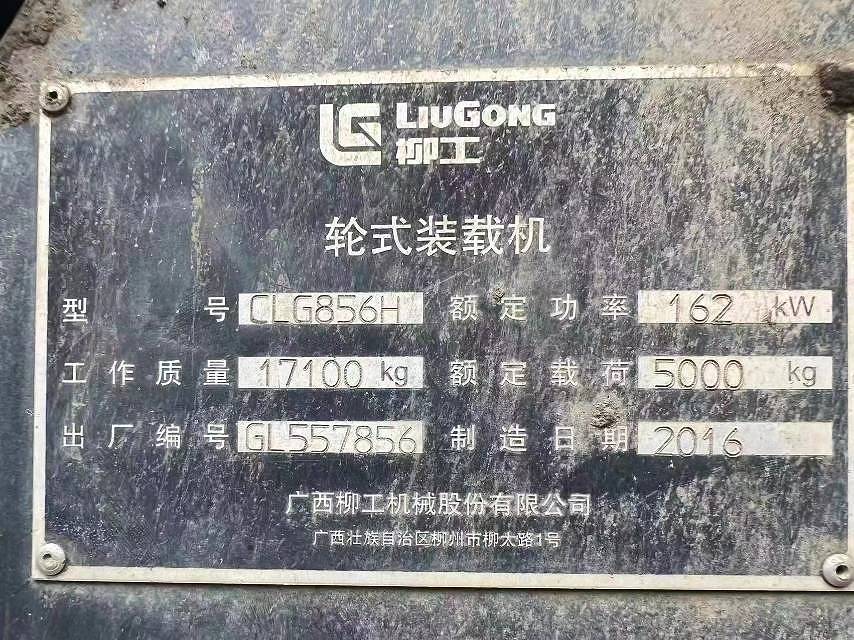 LG LIUGONG
柳工
轮式装载机
型号 CLG856H 额定功率 162 kW
工作质量 17100 kg 额定载荷 5000 kg
出厂编号 GL557856 制造日期 2016
广西柳工机械股份有限公司
广西壮族自治区柳州市柳太路1号